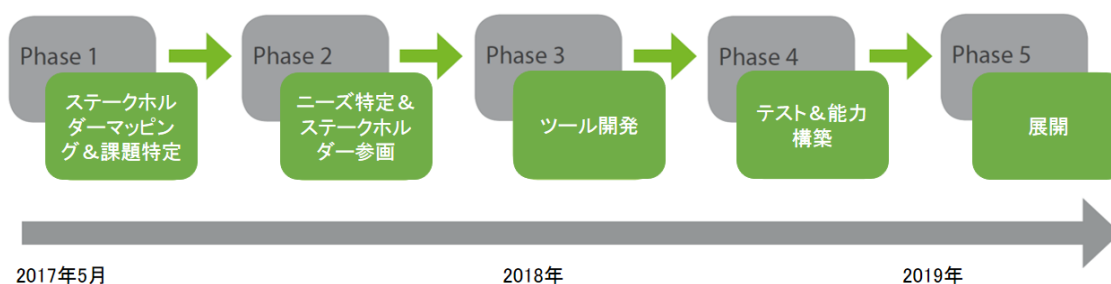 Phase 1
ステークホル
ダーマッピン
グ＆課題特定
Phase 2
ニーズ特定＆
ステークホル
ダー参画
Phase 3
ツール開発
Phase 4
テスト＆能力
構築
Phase 5
展開
2017年5月
2018年
2019年